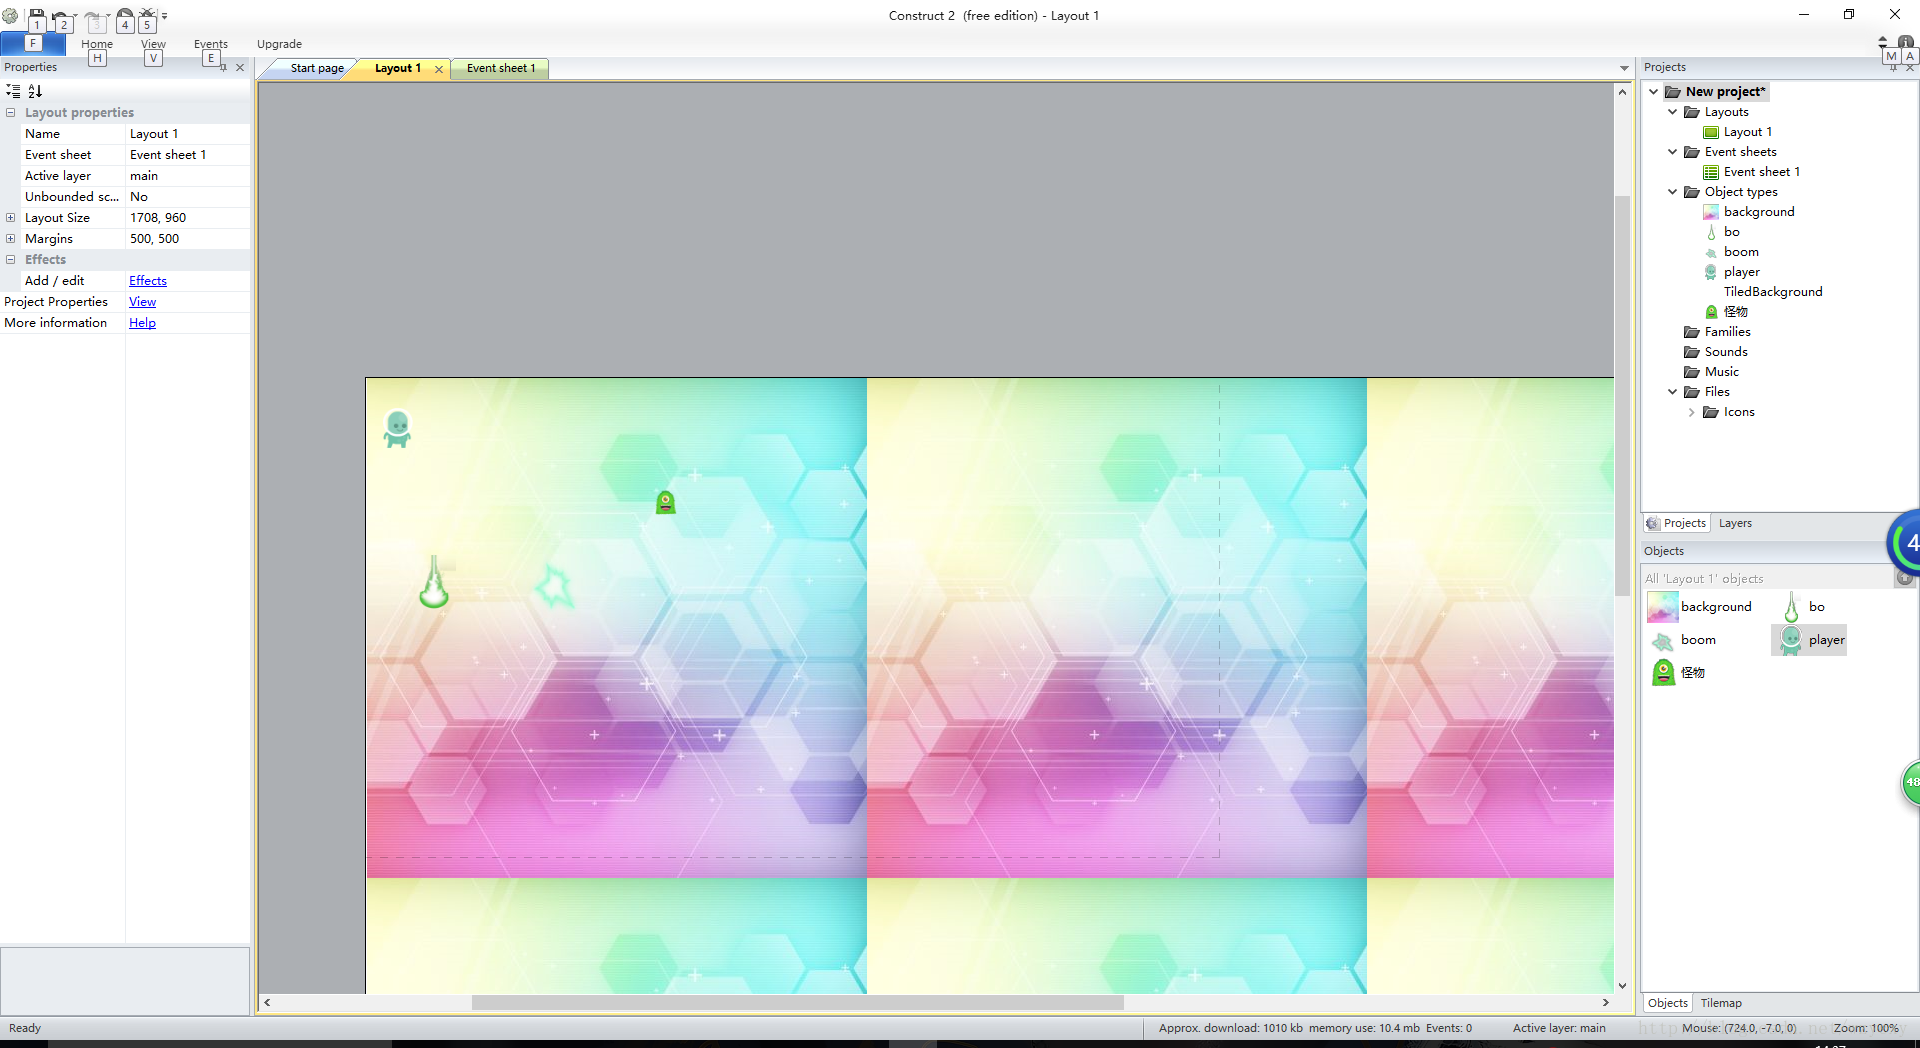 Construct 2  (free edition) - Layout 1
1 2 3 4 5
F
Home View Events Upgrade
H V E M A
Properties
Start page Layout 1 Event sheet 1
Layout properties
Name Layout 1
Event sheet Event sheet 1
Active layer main
Unbounded sc... No
Layout Size 1708, 960
Margins 500, 500
Effects
Add / edit Effects
Project Properties View
More information Help
Projects
New project*
Layouts
Layout 1
Event sheets
Event sheet 1
Object types
background
bo
boom
player
TiledBackground
怪物
Families
Sounds
Music
Files
Icons
Projects Layers
4
Objects
All 'Layout 1' objects
background bo
boom player
怪物
48
Objects Tilemap
Ready
Approx. download: 1010 kb  memory use: 10.4 mb  Events: 0 Active layer: main Mouse: (724.0, -7.0, 0) Zoom: 100%